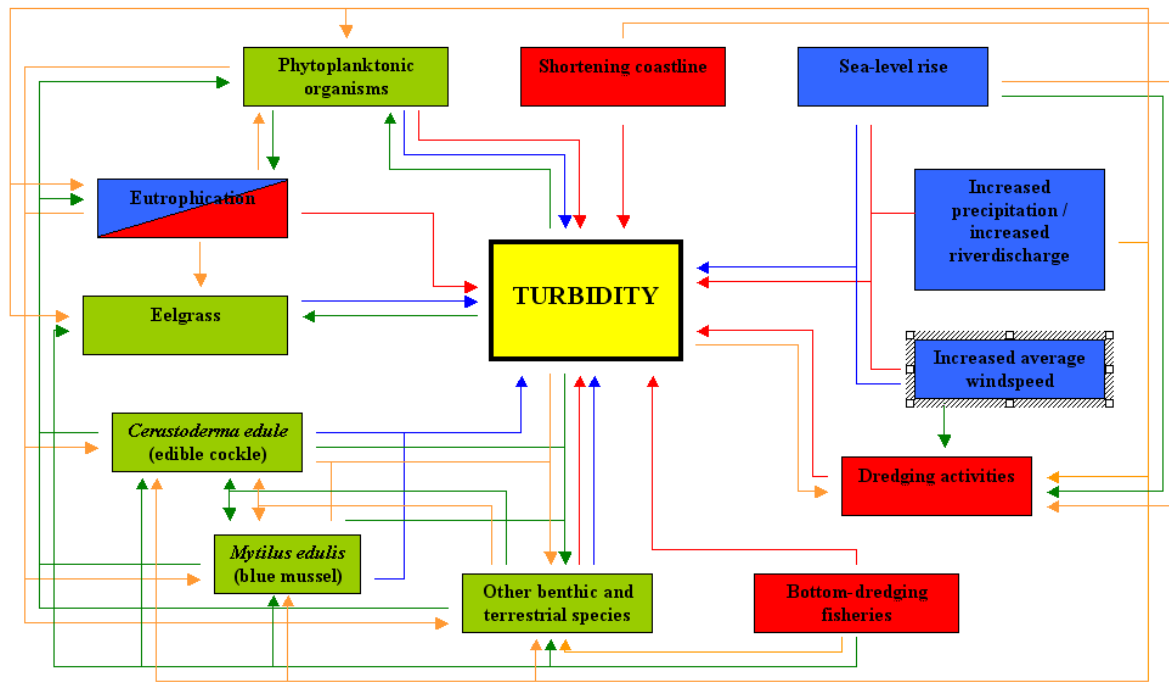 Phytoplanktonic
organisms
Shortening coastline
Sea-level rise
Eutrophication
Increased
precipitation /
increased
riverdischarge
TURBIDITY
Eelgrass
Increased average
windspeed
Cerastoderma edule
(edible cockle)
Dredging activities
Mytilus edulis
(blue mussel)
Other benthic and
terrestrial species
Bottom-dredging
fisheries